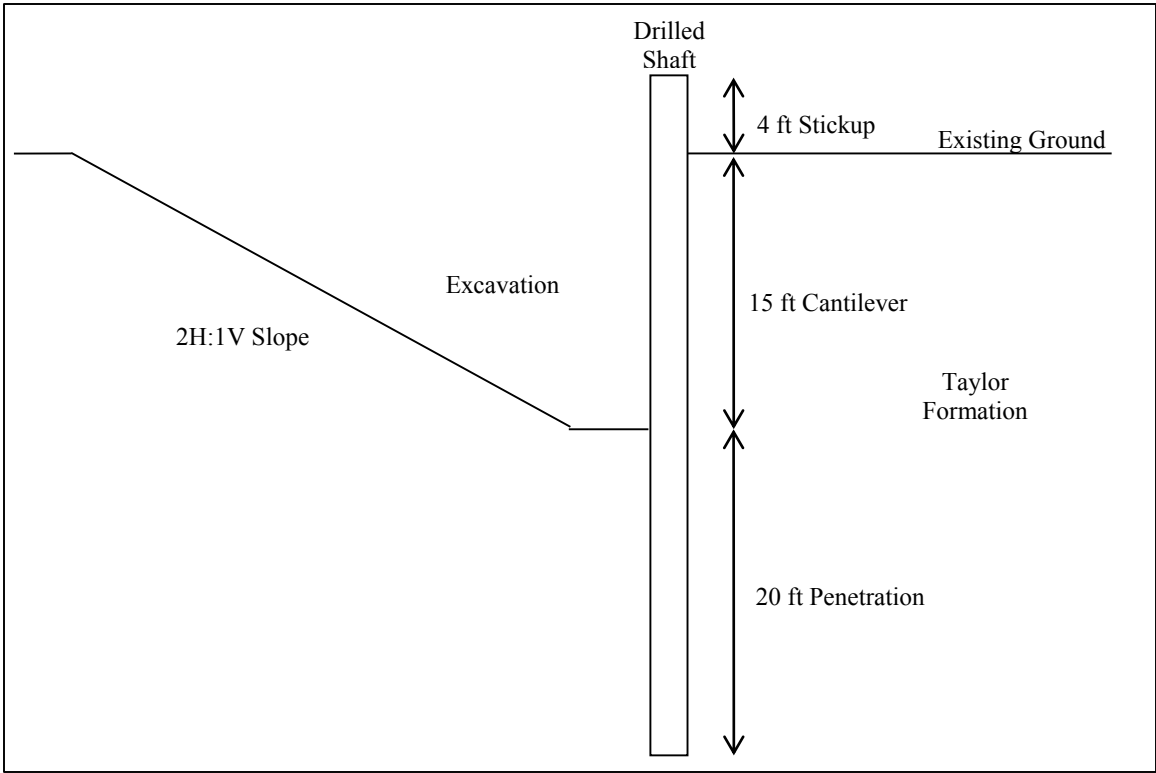 Drilled
Shaft
4 ft Stickup
Existing Ground
Excavation
15 ft Cantilever
2H:1V Slope
Taylor
Formation
20 ft Penetration